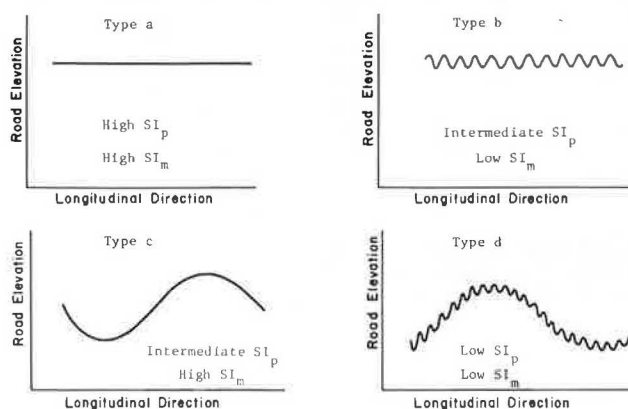 Type a
Road Elevation
High SIp
High SIm
Longitudinal Direction
Type b
Road Elevation
Intermediate SIp
Low SIm
Longitudinal Direction
Type c
Road Elevation
Intermediate SIp
High SIm
Longitudinal Direction
Type d
Road Elevation
Low SIp
Low SIm
Longitudinal Direction